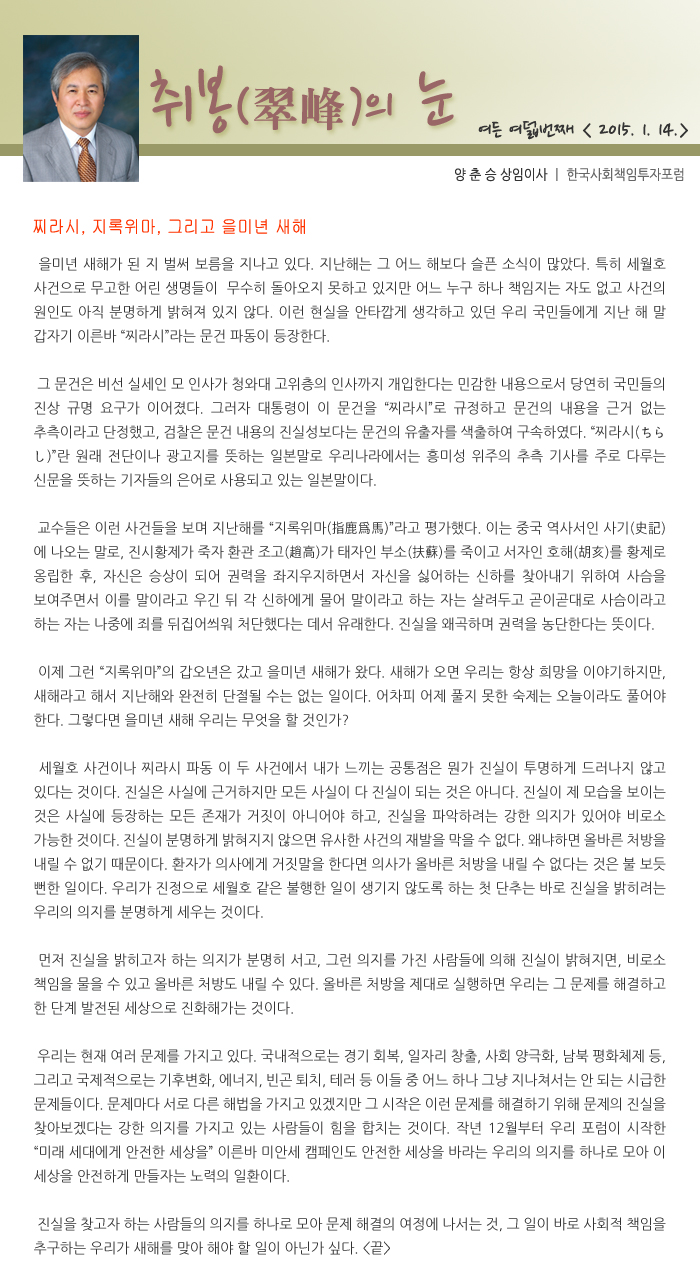 취봉(翠峰)의 눈
여든 여덟번째 < 2015. 1. 14.>
양 춘 승 상임이사 | 한국사회책임투자포럼
찌라시, 지록위마, 그리고 을미년 새해
을미년 새해가 된 지 벌써 보름을 지나고 있다. 지난해는 그 어느 해보다 슬픈 소식이 많았다. 특히 세월호
사건으로 무고한 어린 생명들이 무수히 돌아오지 못하고 있지만 어느 누구 하나 책임지는 자도 없고 사건의
원인도 아직 분명하게 밝혀져 있지 않다. 이런 현실을 안타깝게 생각하고 있던 우리 국민들에게 지난 해 말
갑자기 이른바 “찌라시”라는 문건 파동이 등장한다.
그 문건은 비선 실세인 모 인사가 청와대 고위층의 인사까지 개입한다는 민감한 내용으로서 당연히 국민들의
진상 규명 요구가 이어졌다. 그러자 대통령이 이 문건을 “찌라시”로 규정하고 문건의 내용을 근거 없는
추측이라고 단정했고, 검찰은 문건 내용의 진실성보다는 문건의 유출자를 색출하여 구속하였다. “찌라시(ちら
し)”란 원래 전단이나 광고지를 뜻하는 일본말로 우리나라에서는 흥미성 위주의 추측 기사를 주로 다루는
신문을 뜻하는 기자들의 은어로 사용되고 있는 일본말이다.
교수들은 이런 사건들을 보며 지난해를 “지록위마(指鹿爲馬)”라고 평가했다. 이는 중국 역사서인 사기(史記)
에 나오는 말로, 진시황제가 죽자 환관 조고(趙高)가 태자인 부소(扶蘇)를 죽이고 서자인 호해(胡亥)를 황제로
옹립한 후, 자신은 승상이 되어 권력을 좌지우지하면서 자신을 싫어하는 신하를 찾아내기 위하여 사슴을
보여주면서 이를 말이라고 우긴 뒤 각 신하에게 물어 말이라고 하는 자는 살려두고 곧이곧대로 사슴이라고
하는 자는 나중에 죄를 뒤집어씌워 처단했다는 데서 유래한다. 진실을 왜곡하며 권력을 농단한다는 뜻이다.
이제 그런 “지록위마”의 갑오년은 갔고 을미년 새해가 왔다. 새해가 오면 우리는 항상 희망을 이야기하지만,
새해라고 해서 지난해와 완전히 단절될 수는 없는 일이다. 어차피 어제 풀지 못한 숙제는 오늘이라도 풀어야
한다. 그렇다면 을미년 새해 우리는 무엇을 할 것인가?
세월호 사건이나 찌라시 파동 이 두 사건에서 내가 느끼는 공통점은 뭔가 진실이 투명하게 드러나지 않고
있다는 것이다. 진실은 사실에 근거하지만 모든 사실이 다 진실이 되는 것은 아니다. 진실이 제 모습을 보이는
것은 사실에 등장하는 모든 존재가 거짓이 아니어야 하고, 진실을 파악하려는 강한 의지가 있어야 비로소
가능한 것이다. 진실이 분명하게 밝혀지지 않으면 유사한 사건의 재발을 막을 수 없다. 왜냐하면 올바른 처방을
내릴 수 없기 때문이다. 환자가 의사에게 거짓말을 한다면 의사가 올바른 처방을 내릴 수 없다는 것은 불 보듯
뻔한 일이다. 우리가 진정으로 세월호 같은 불행한 일이 생기지 않도록 하는 첫 단추는 바로 진실을 밝히려는
우리의 의지를 분명하게 세우는 것이다.
먼저 진실을 밝히고자 하는 의지가 분명히 서고, 그런 의지를 가진 사람들에 의해 진실이 밝혀지면, 비로소
책임을 물을 수 있고 올바른 처방도 내릴 수 있다. 올바른 처방을 제대로 실행하면 우리는 그 문제를 해결하고
한 단계 발전된 세상으로 진화해가는 것이다.
우리는 현재 여러 문제를 가지고 있다. 국내적으로는 경기 회복, 일자리 창출, 사회 양극화, 남북 평화체제 등,
그리고 국제적으로는 기후변화, 에너지, 빈곤 퇴치, 테러 등 이들 중 어느 하나 그냥 지나쳐서는 안 되는 시급한
문제들이다. 문제마다 서로 다른 해법을 가지고 있겠지만 그 시작은 이런 문제를 해결하기 위해 문제의 진실을
찾아보겠다는 강한 의지를 가지고 있는 사람들이 힘을 합치는 것이다. 작년 12월부터 우리 포럼이 시작한
“미래 세대에게 안전한 세상을” 이른바 미안세 캠페인도 안전한 세상을 바라는 우리의 의지를 하나로 모아 이
세상을 안전하게 만들자는 노력의 일환이다.
진실을 찾고자 하는 사람들의 의지를 하나로 모아 문제 해결의 여정에 나서는 것, 그 일이 바로 사회적 책임을
추구하는 우리가 새해를 맞아 해야 할 일이 아닌가 싶다. <끝>